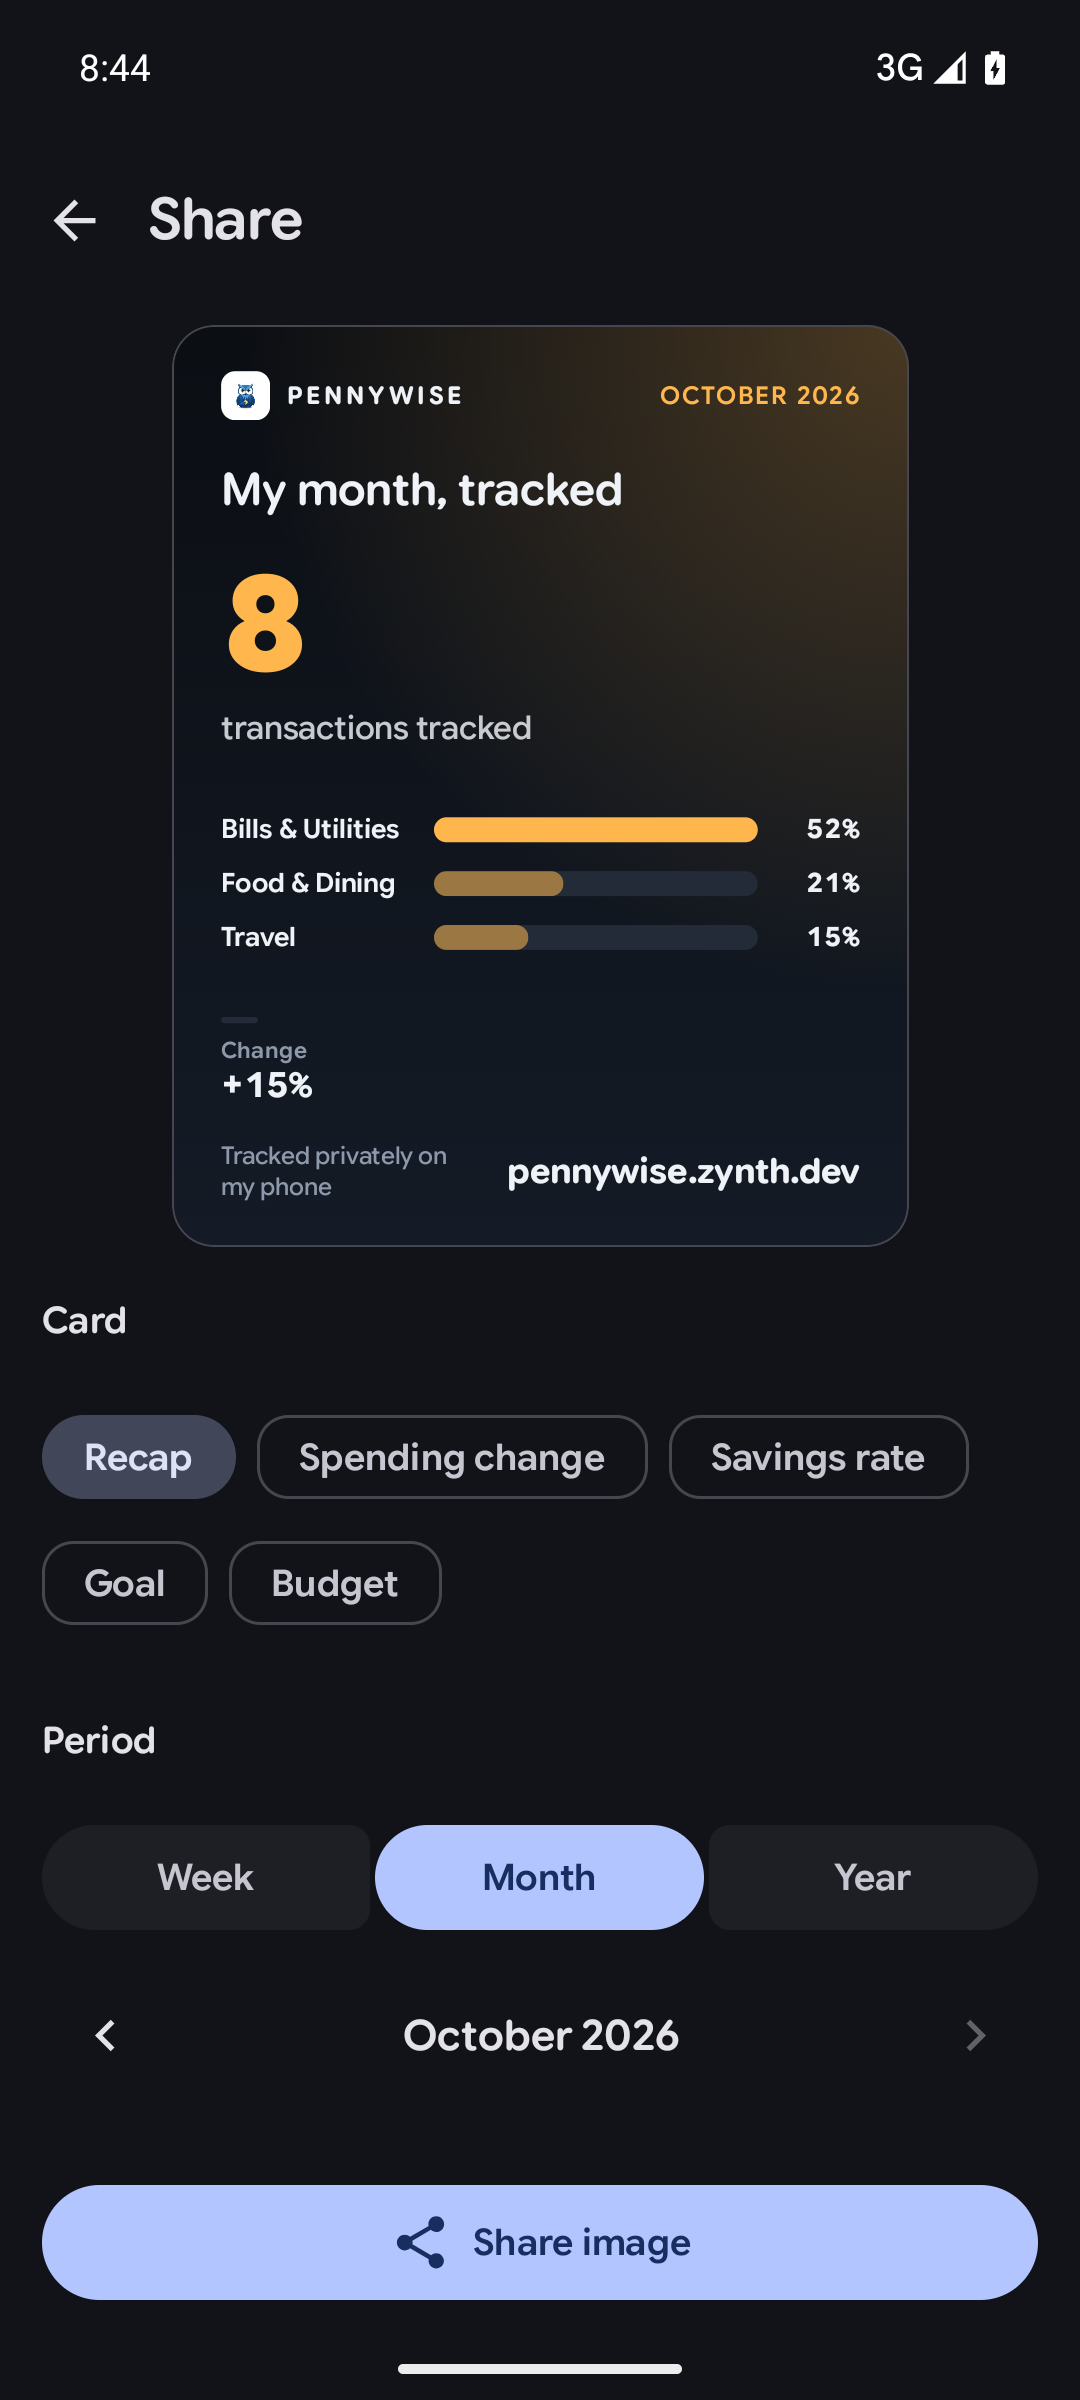 8:44
3G
Share
PENNYWISE
OCTOBER 2026
My month, tracked
8
transactions tracked
Bills & Utilities 52%
Food & Dining 21%
Travel 15%
Change
+15%
Tracked privately on
my phone
pennywise.zynth.dev
Card
Recap
Spending change
Savings rate
Goal
Budget
Period
Week
Month
Year
October 2026
Share image